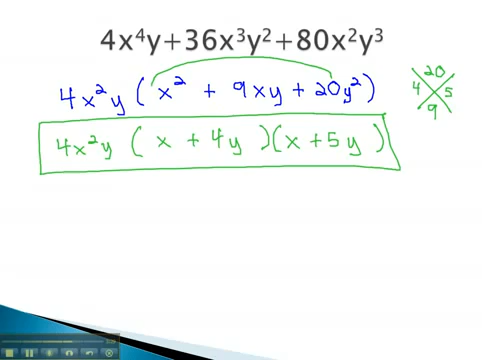 4x⁴y+36x³y²+80x²y³
4x²y ( x² + 9xy + 20y² )
20
4 5
9
4x²y ( x + 4y )( x + 5y )